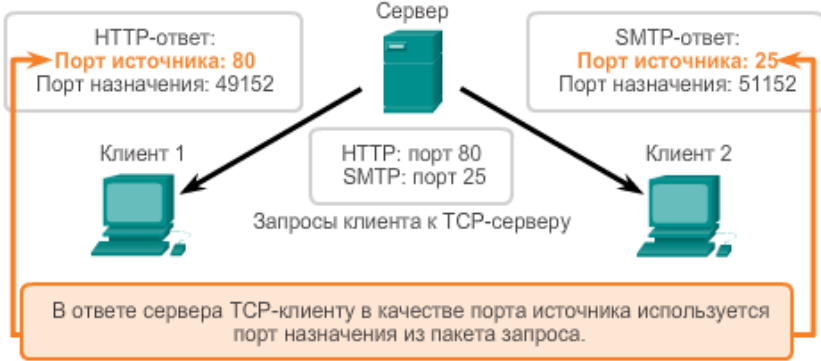 Сервер
HTTP-ответ:
Порт источника: 80
Порт назначения: 49152
SMTP-ответ:
Порт источника: 25
Порт назначения: 51152
Клиент 1
HTTP: порт 80
SMTP: порт 25
Клиент 2
Запросы клиента к TCP-серверу
В ответе сервера TCP-клиенту в качестве порта источника используется
порт назначения из пакета запроса.